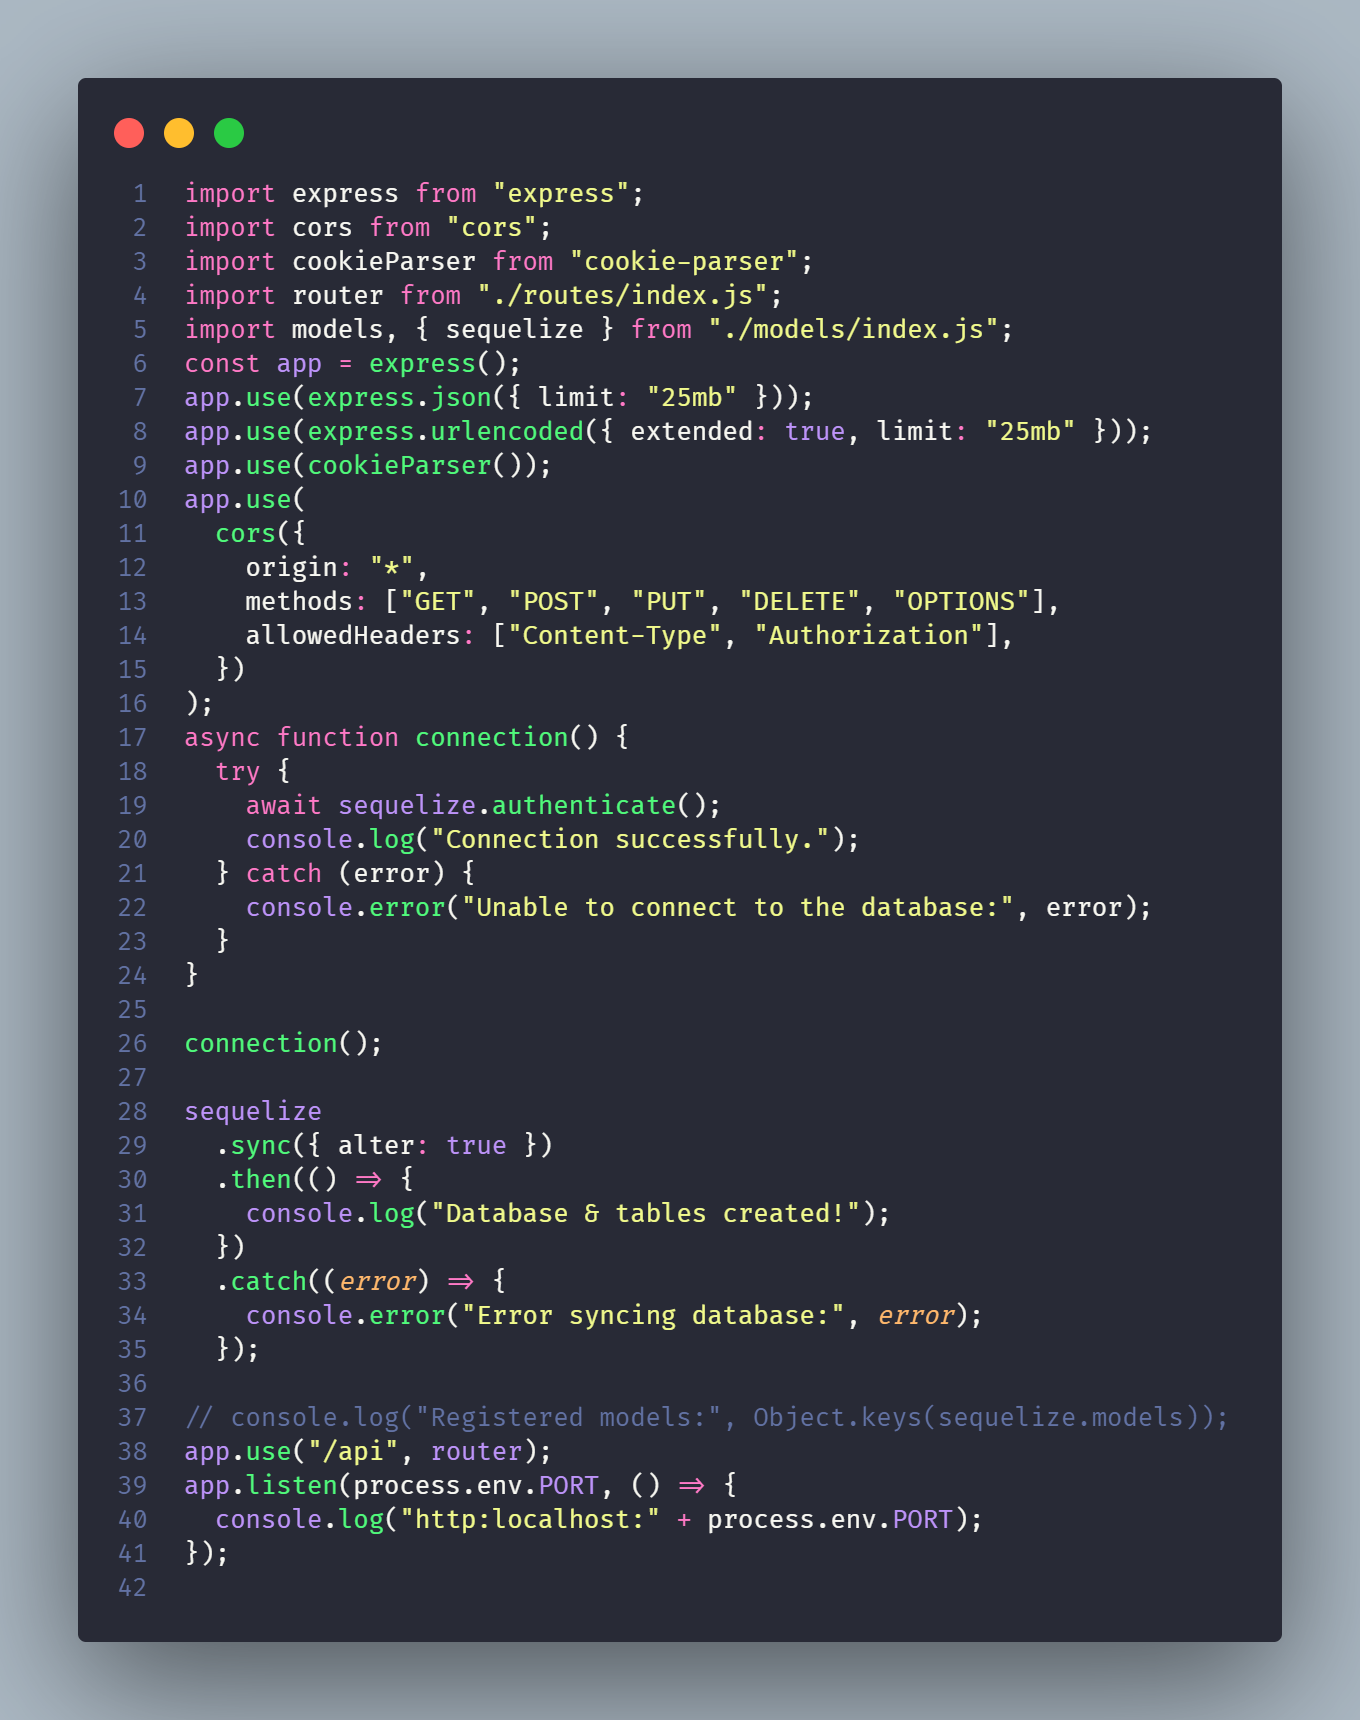 1 import express from "express";
2 import cors from "cors";
3 import cookieParser from "cookie-parser";
4 import router from "./routes/index.js";
5 import models, { sequelize } from "./models/index.js";
6 const app = express();
7 app.use(express.json({ limit: "25mb" }));
8 app.use(express.urlencoded({ extended: true, limit: "25mb" }));
9 app.use(cookieParser());
10 app.use(
11   cors({
12     origin: "*",
13     methods: ["GET", "POST", "PUT", "DELETE", "OPTIONS"],
14     allowedHeaders: ["Content-Type", "Authorization"],
15   })
16 );
17 async function connection() {
18   try {
19     await sequelize.authenticate();
20     console.log("Connection successfully.");
21   } catch (error) {
22     console.error("Unable to connect to the database:", error);
23   }
24 }
25
26 connection();
27
28 sequelize
29   .sync({ alter: true })
30   .then(() => {
31     console.log("Database & tables created!");
32   })
33   .catch((error) => {
34     console.error("Error syncing database:", error);
35   });
36
37 // console.log("Registered models:", Object.keys(sequelize.models));
38 app.use("/api", router);
39 app.listen(process.env.PORT, () => {
40   console.log("http:localhost:" + process.env.PORT);
41 });
42